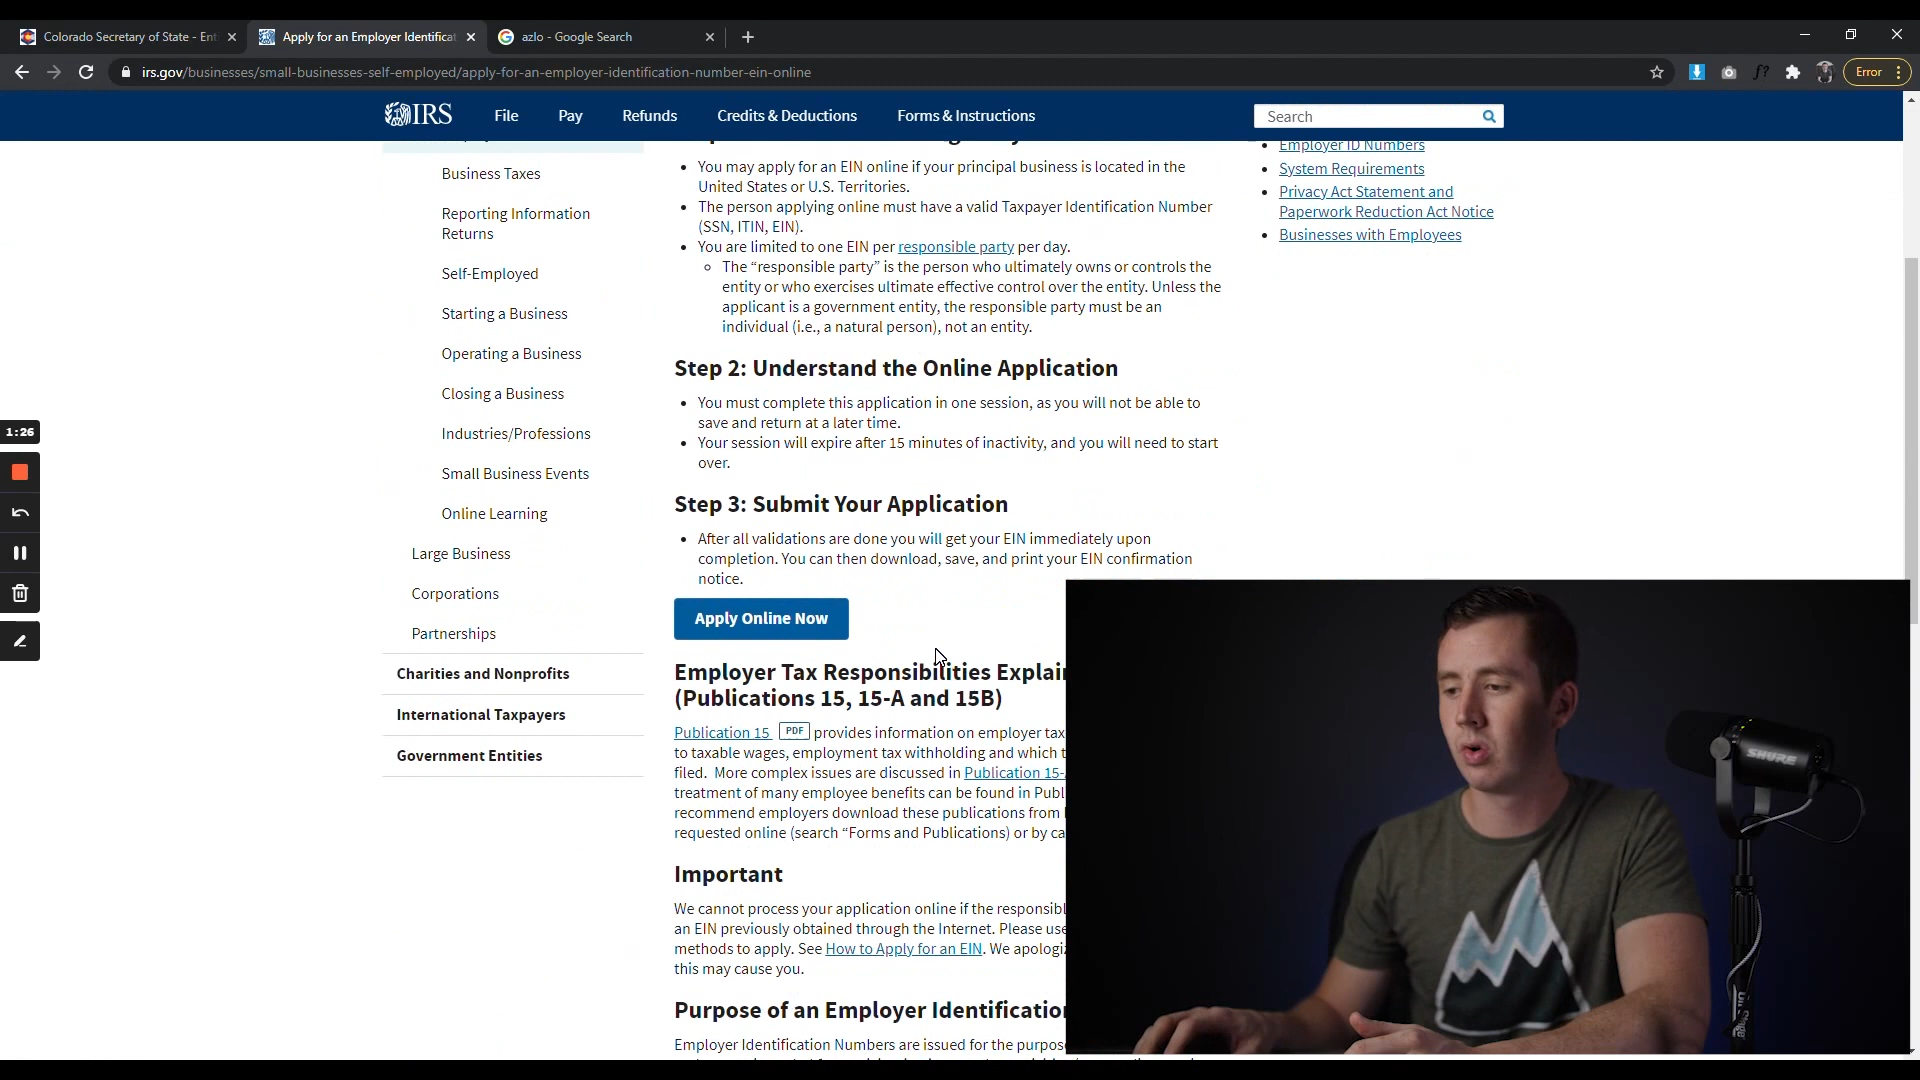 Colorado Secretary of State - Ent
Apply for an Employer Identificat
azlo - Google Search
irs.gov/businesses/small-businesses-self-employed/apply-for-an-employer-identification-number-ein-online
f?
Error
IRS
File
Pay
Refunds
Credits & Deductions
Forms & Instructions
Search
Business Taxes
Reporting Information
Returns
Self-Employed
Starting a Business
Operating a Business
Closing a Business
Industries/Professions
Small Business Events
Online Learning
Large Business
Corporations
Partnerships
Charities and Nonprofits
International Taxpayers
Government Entities
1:26
• You may apply for an EIN online if your principal business is located in the
United States or U.S. Territories.
• The person applying online must have a valid Taxpayer Identification Number
(SSN, ITIN, EIN).
• You are limited to one EIN per responsible party per day.
The “responsible party” is the person who ultimately owns or controls the
entity or who exercises ultimate effective control over the entity. Unless the
applicant is a government entity, the responsible party must be an
individual (i.e., a natural person), not an entity.
Step 2: Understand the Online Application
• You must complete this application in one session, as you will not be able to
save and return at a later time.
• Your session will expire after 15 minutes of inactivity, and you will need to start
over.
Step 3: Submit Your Application
• After all validations are done you will get your EIN immediately upon
completion. You can then download, save, and print your EIN confirmation
notice.
Apply Online Now
Employer Tax Responsibilities Explai
(Publications 15, 15-A and 15B)
Publication 15 PDF provides information on employer tax
to taxable wages, employment tax withholding and which t
filed. More complex issues are discussed in Publication 15-
treatment of many employee benefits can be found in Publ
recommend employers download these publications from
requested online (search “Forms and Publications) or by ca
Important
We cannot process your application online if the responsibl
an EIN previously obtained through the Internet. Please use
methods to apply. See How to Apply for an EIN. We apologi
this may cause you.
Purpose of an Employer Identificatio
Employer Identification Numbers are issued for the purpos
• Employer ID Numbers
• System Requirements
• Privacy Act Statement and
Paperwork Reduction Act Notice
• Businesses with Employees
SHURE